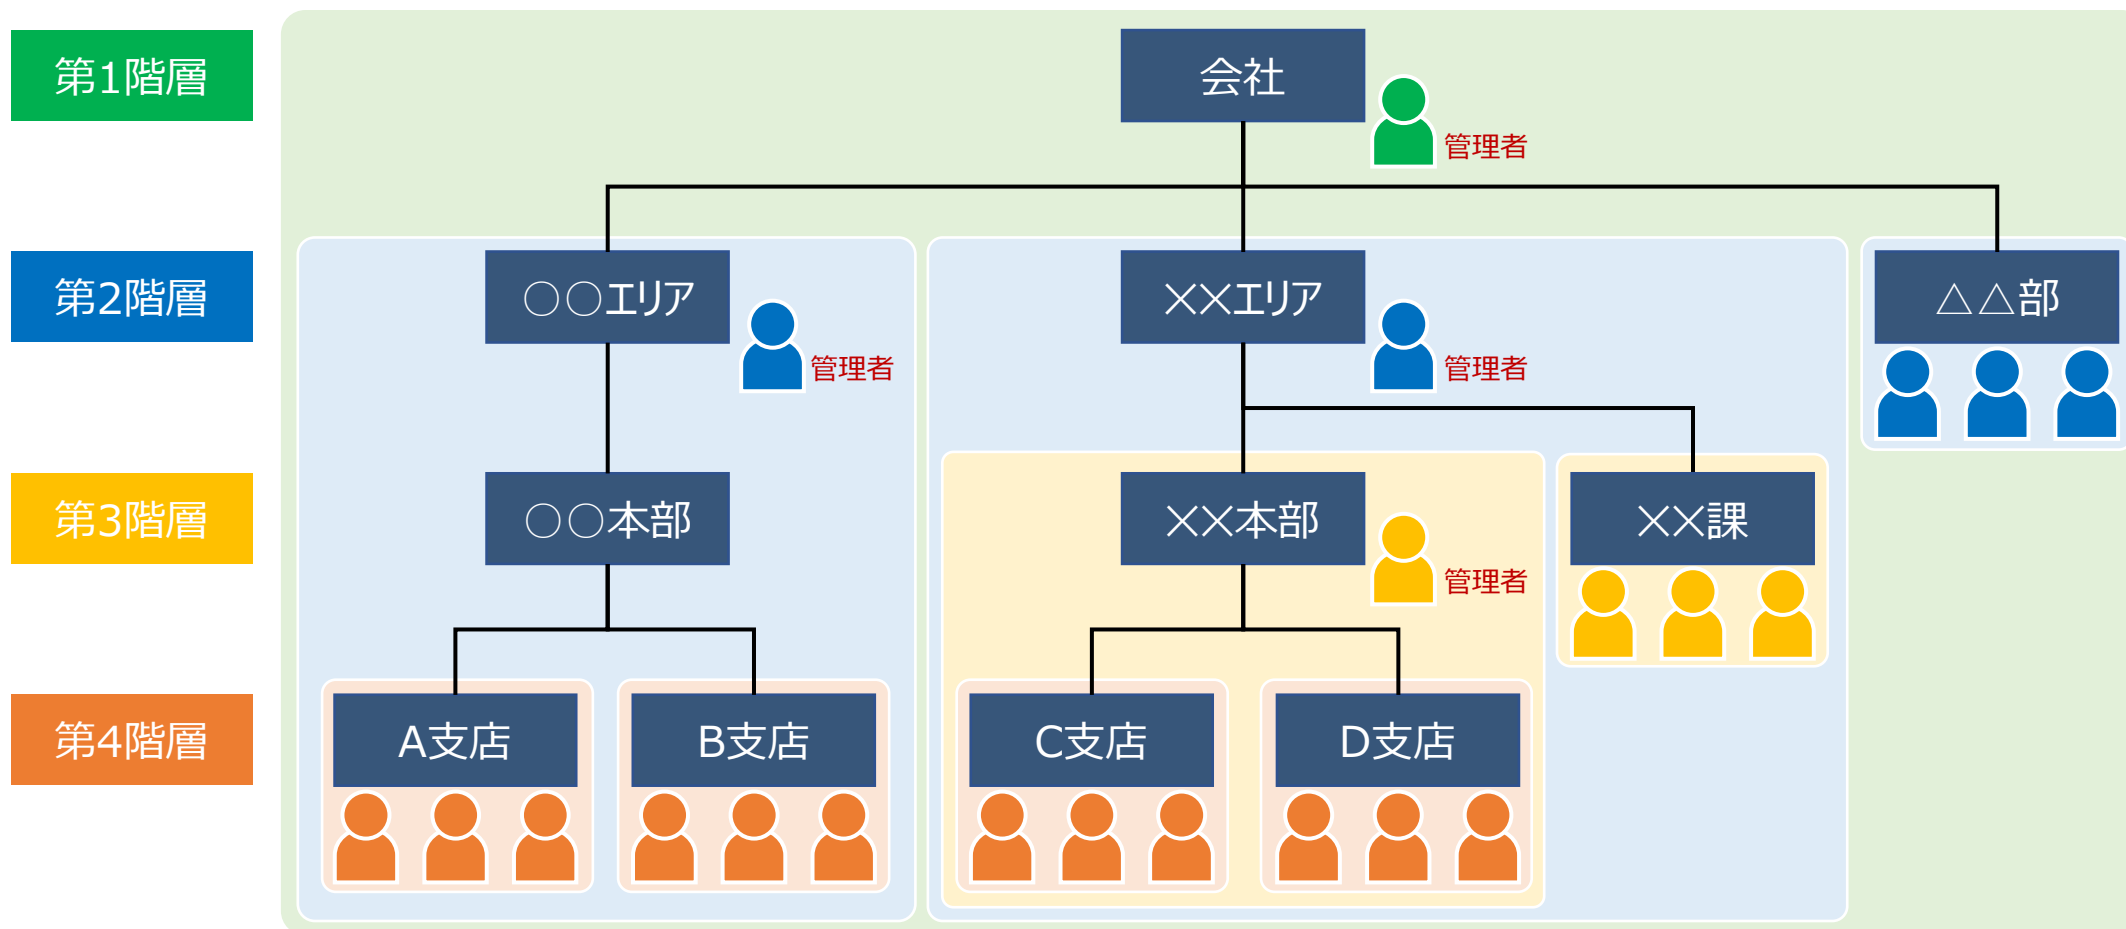 第1階層
会社
管理者
第2階層
○○エリア
管理者
××エリア
管理者
△△部
第3階層
○○本部
××本部
管理者
××課
第4階層
A支店
B支店
C支店
D支店